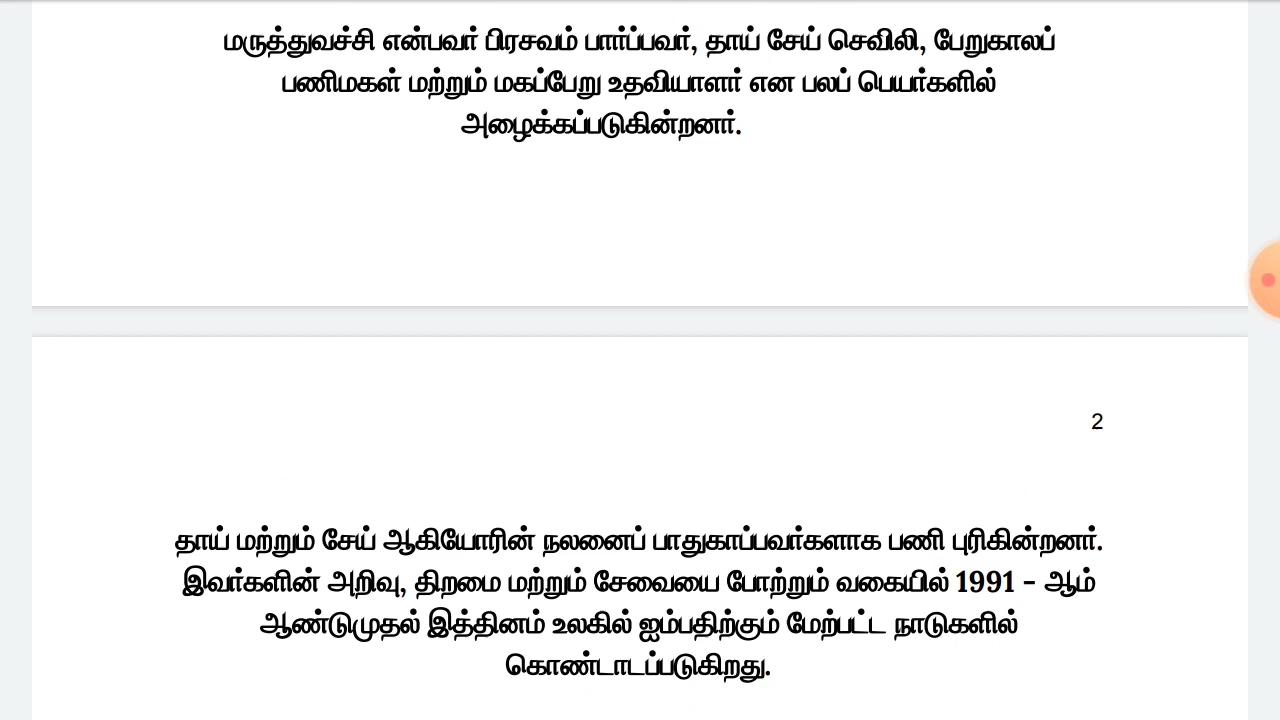 மருத்துவச்சி என்பவர் பிரசவம் பார்ப்பவர், தாய் சேய் செவிலி, பேறுகாலப்
பணிமகள் மற்றும் மகப்பேறு உதவியாளர் என பலப் பெயர்களில்
அழைக்கப்படுகின்றனர்.
2
தாய் மற்றும் சேய் ஆகியோரின் நலனைப் பாதுகாப்பவர்களாக பணி புரிகின்றனர்.
இவர்களின் அறிவு, திறமை மற்றும் சேவையை போற்றும் வகையில் 1991 - ஆம்
ஆண்டுமுதல் இத்தினம் உலகில் ஐம்பதிற்கும் மேற்பட்ட நாடுகளில்
கொண்டாடப்படுகிறது.